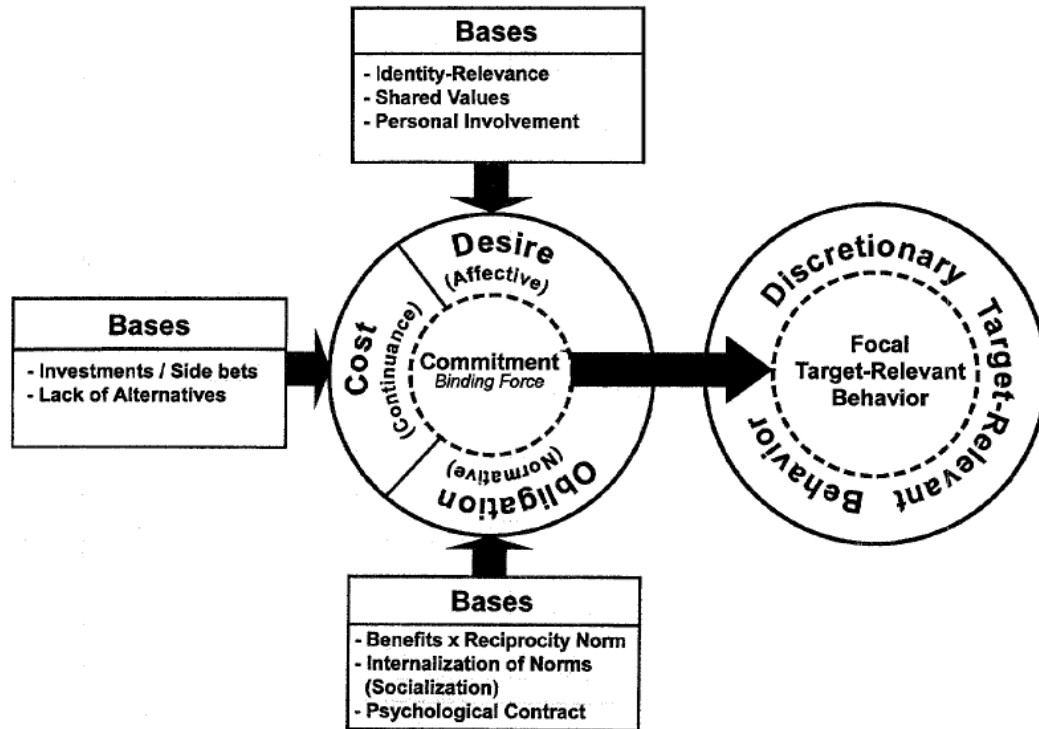 Bases
- Identity-Relevance
- Shared Values
- Personal Involvement
Bases
- Investments / Side bets
- Lack of Alternatives
Desire
(Affective)
Cost
(Continuance)
Commitment
Binding Force
(Normative)
Obligation
Discretionary Target-Relevant Behavior
Focal
Target-Relevant
Behavior
Bases
- Benefits x Reciprocity Norm
- Internalization of Norms
(Socialization)
- Psychological Contract